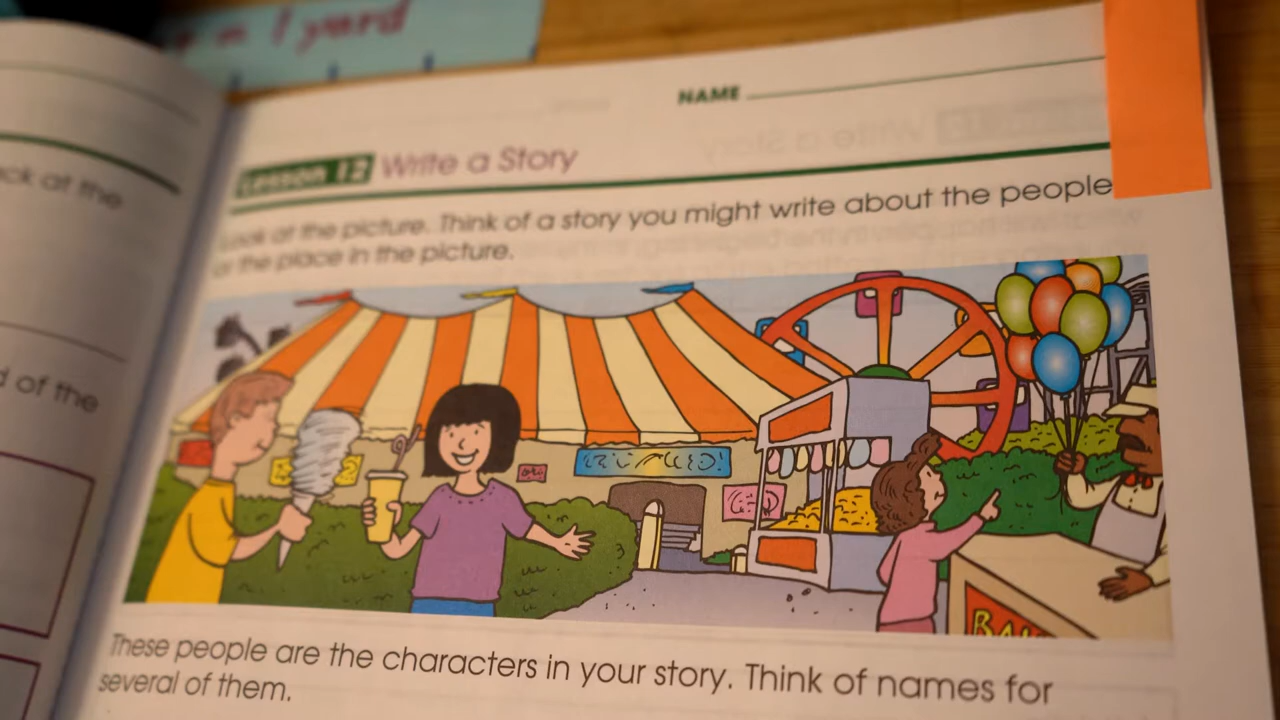 = 1 yard
NAME
Lesson 12 Write a Story
Look at the picture. Think of a story you might write about the people
or the place in the picture.
ck at the
d of the
These people are the characters in your story. Think of names for
several of them.